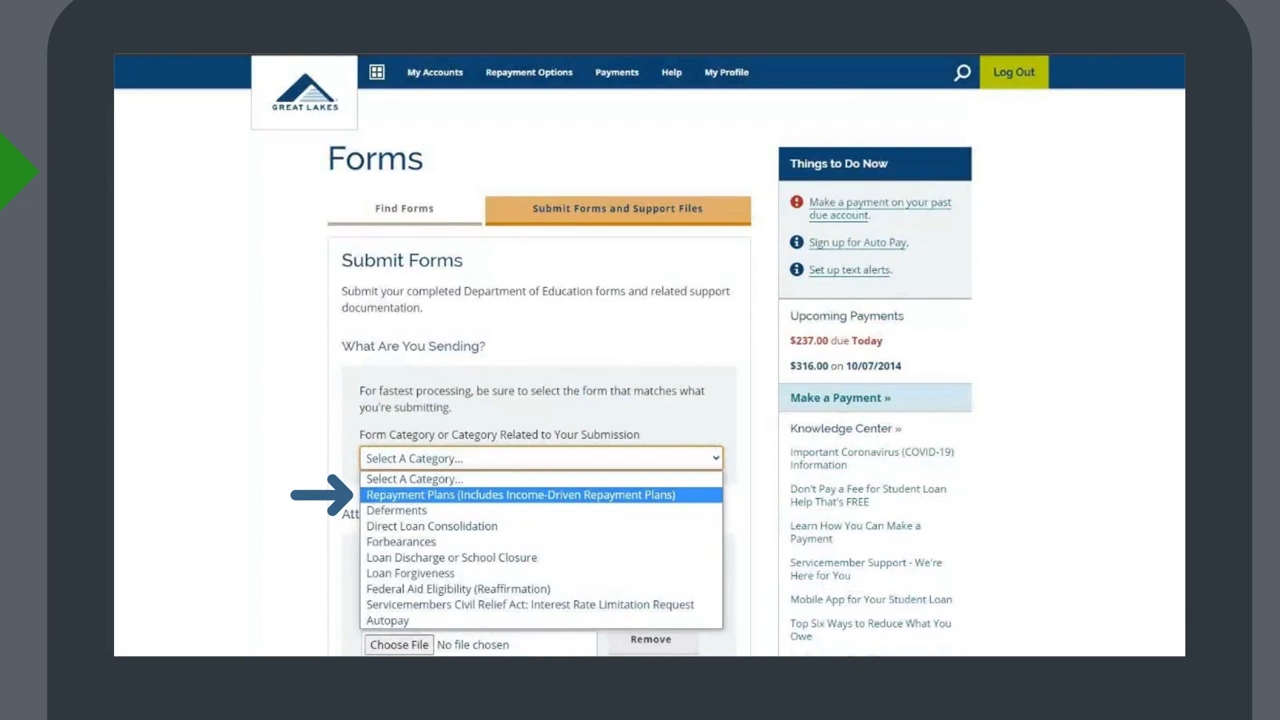 My Accounts
Repayment Options
Payments
Help
My Profile
Log Out
GREAT LAKES
Forms
Find Forms
Submit Forms and Support Files
Submit Forms
Submit your completed Department of Education forms and related support
documentation.
What Are You Sending?
For fastest processing, be sure to select the form that matches what
you're submitting.
Form Category or Category Related to Your Submission
Select A Category...
Select A Category...
Repayment Plans (Includes Income-Driven Repayment Plans)
Deferments
Att
Direct Loan Consolidation
Forbearances
Loan Discharge or School Closure
Loan Forgiveness
Federal Aid Eligibility (Reaffirmation)
Servicemembers Civil Relief Act: Interest Rate Limitation Request
Autopay
Choose File No file chosen
Remove
Things to Do Now
Make a payment on your past
due account.
Sign up for Auto Pay.
Set up text alerts.
Upcoming Payments
$237.00 due Today
$316.00 on 10/07/2014
Make a Payment »
Knowledge Center »
Important Coronavirus (COVID-19)
Information
Don't Pay a Fee for Student Loan
Help That's FREE
Learn How You Can Make a
Payment
Servicemember Support - We're
Here for You
Mobile App for Your Student Loan
Top Six Ways to Reduce What You
Owe